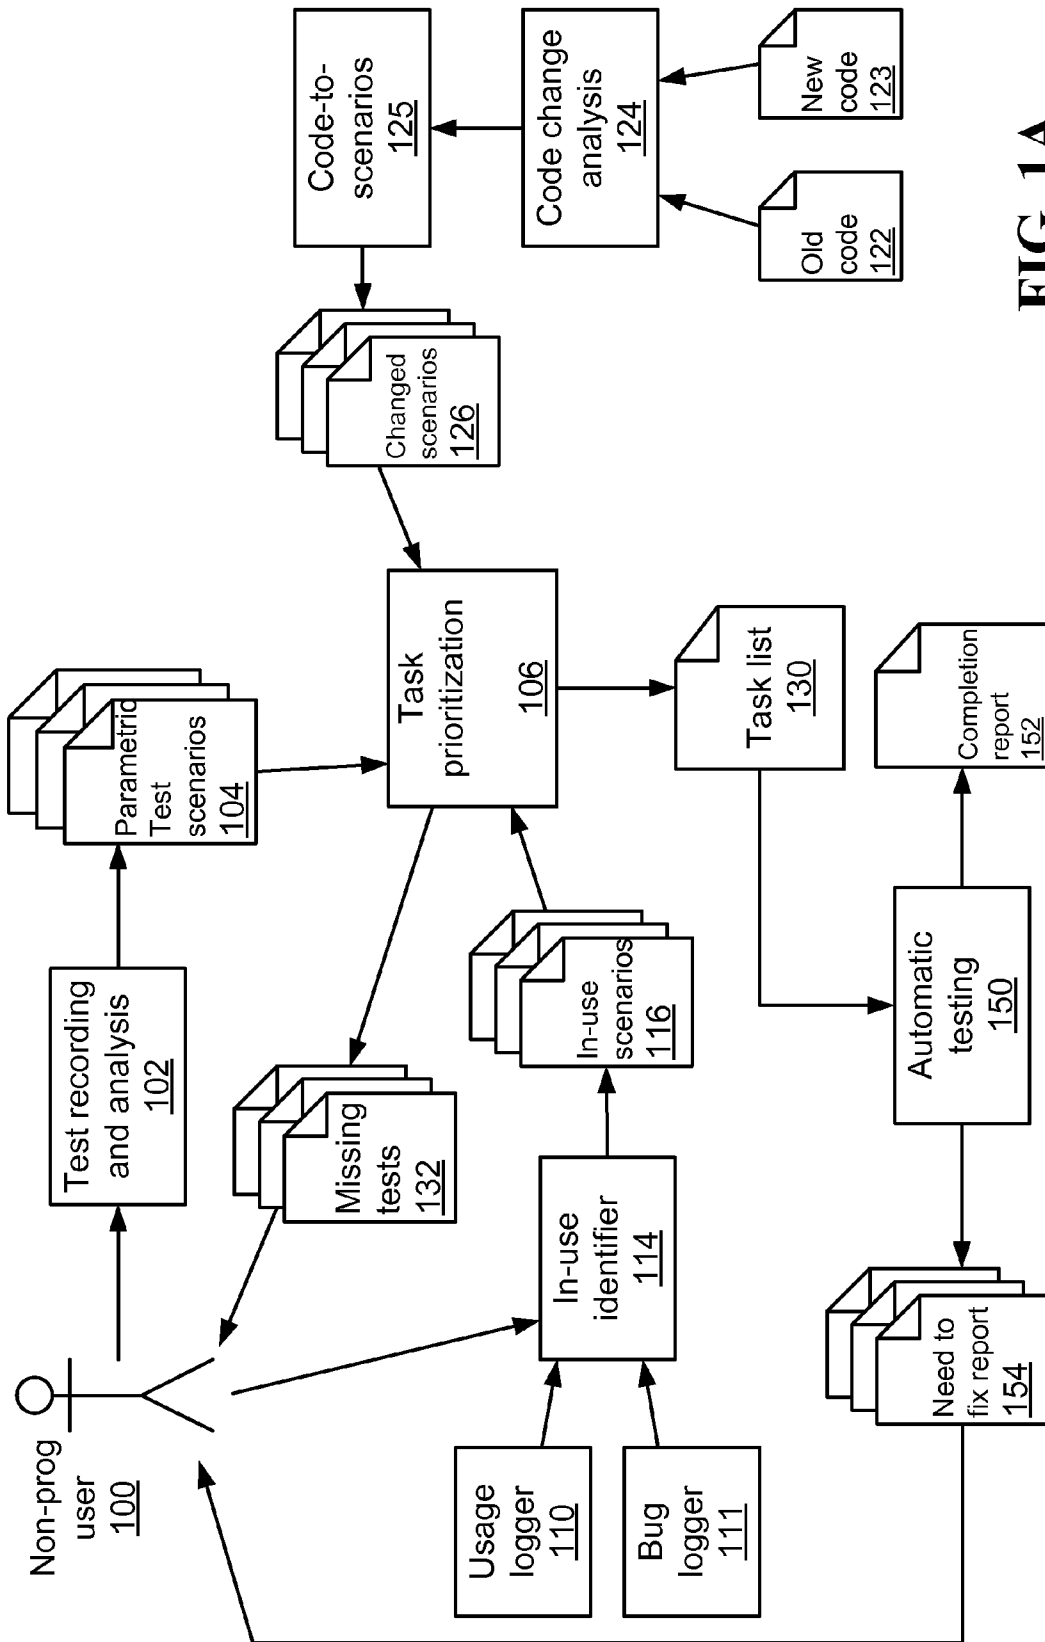 Non-prog
user
100
Test recording
and analysis
102
Parametric
Test
scenarios
104
Code-to-
scenarios
125
Changed
scenarios
126
Code change
analysis
124
Old
code
122
New
code
123
Task
prioritization
106
Missing
tests
132
In-use
scenarios
116
In-use
identifier
114
Usage
logger
110
Bug
logger
111
Task list
130
Automatic
testing
150
Completion
report
152
Need to
fix report
154
FIG. 1A